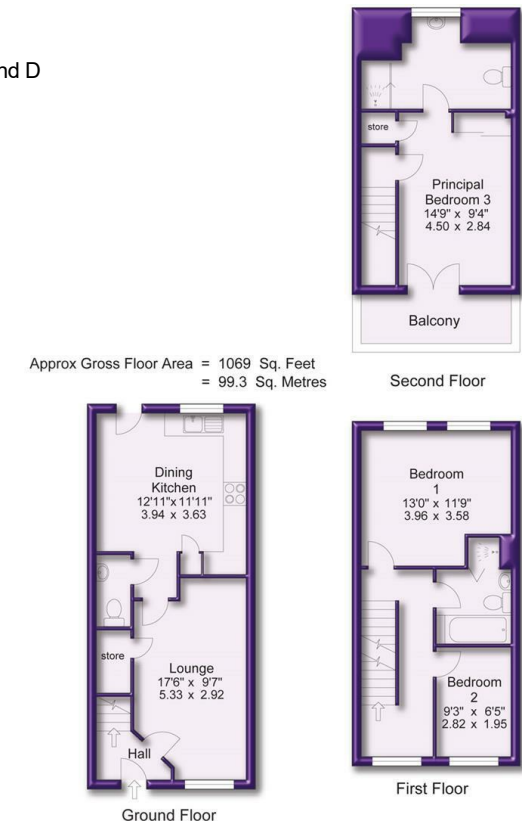 nd D
store
Principal
Bedroom 3
14'9" x 9'4"
4.50 x 2.84
Balcony
Second Floor
Approx Gross Floor Area = 1069 Sq. Feet
= 99.3 Sq. Metres
Dining
Kitchen
12'11"x 11'11"
3.94 x 3.63
store
Lounge
17'6" x 9'7"
5.33 x 2.92
Hall
Ground Floor
Bedroom
1
13'0" x 11'9"
3.96 x 3.58
Bedroom
2
9'3" x 6'5"
2.82 x 1.95
First Floor